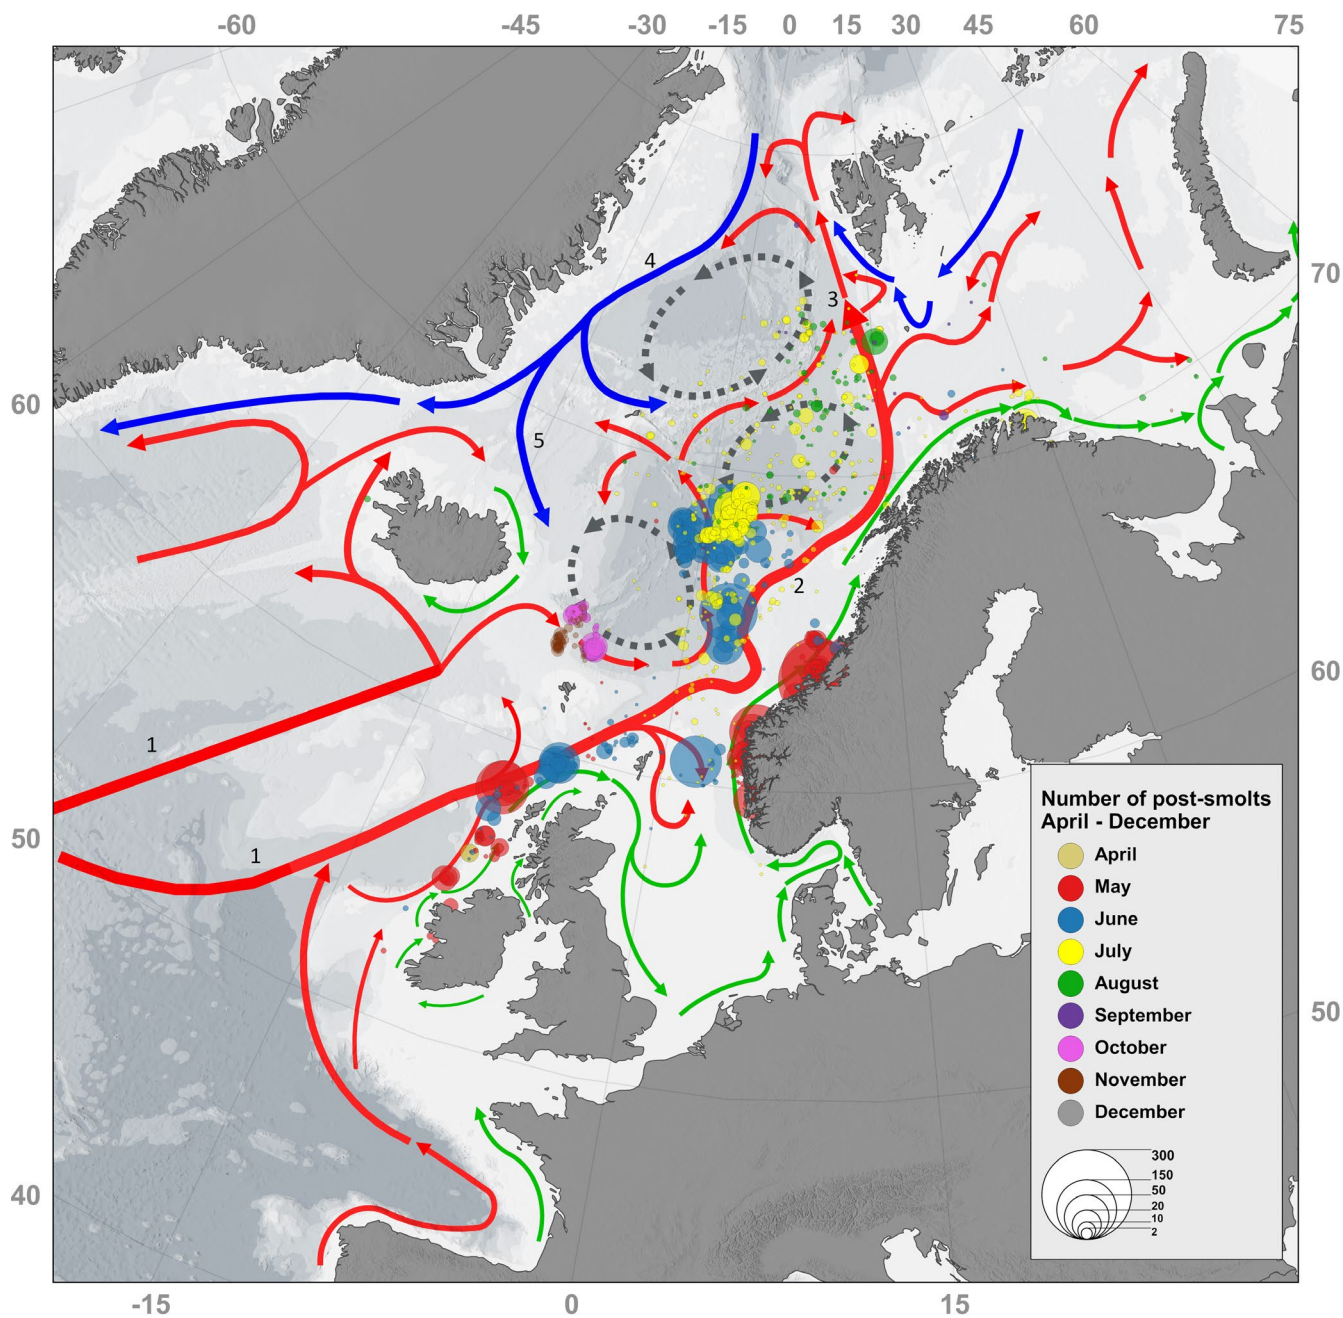 -60 -45 -30 -15 0 15 30 45 60 75
70
60
60
50
50
40
-15 0 15
4
3
5
2
1
1
Number of post-smolts
April - December
April
May
June
July
August
September
October
November
December
300
150
50
20
10
2